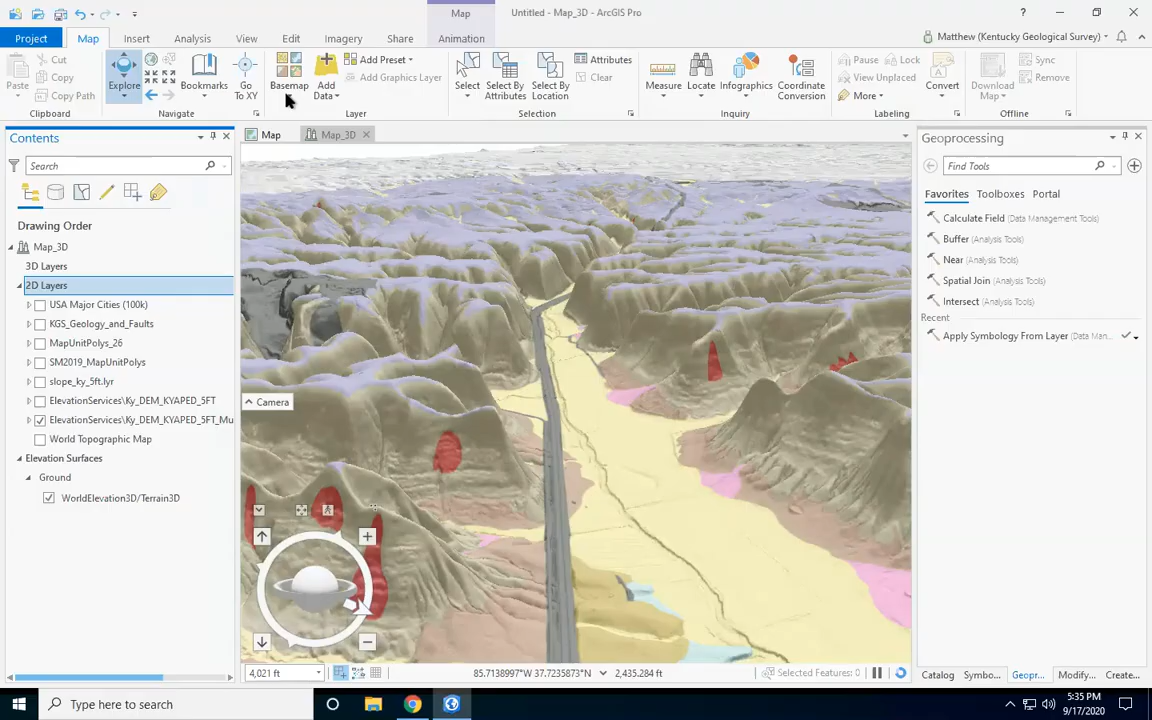 Map
Untitled - Map_3D - ArcGIS Pro
?
Project Map Insert Analysis View Edit Imagery Share Animation
Matthew (Kentucky Geological Survey)
Paste
Cut
Copy
Copy Path
Clipboard
Explore
Bookmarks
Go To XY
Navigate
Basemap
Add Data
Add Preset
Add Graphics Layer
Layer
Select
Select By Attributes
Select By Location
Attributes
Clear
Selection
Measure
Locate
Infographics
Coordinate Conversion
Inquiry
Pause
Lock
View Unplaced
More
Convert
Labeling
Download Map
Sync
Remove
Offline
Contents
Search
Drawing Order
Map_3D
3D Layers
2D Layers
USA Major Cities (100k)
KGS_Geology_and_Faults
MapUnitPolys_26
SM2019_MapUnitPolys
slope_ky_5ft.lyr
ElevationServices\Ky_DEM_KYAPED_5FT
ElevationServices\Ky_DEM_KYAPED_5FT_Mu
World Topographic Map
Elevation Surfaces
Ground
WorldElevation3D/Terrain3D
Map
Map_3D
Camera
4,021 ft
85.7138997°W 37.7235873°N
2,435.284 ft
Selected Features: 0
Geoprocessing
Find Tools
Favorites Toolboxes Portal
Calculate Field (Data Management Tools)
Buffer (Analysis Tools)
Near (Analysis Tools)
Spatial Join (Analysis Tools)
Intersect (Analysis Tools)
Recent
Apply Symbology From Layer (Data Man...
Catalog Symbo... Geopr... Modify... Create...
Type here to search
5:35 PM
9/17/2020